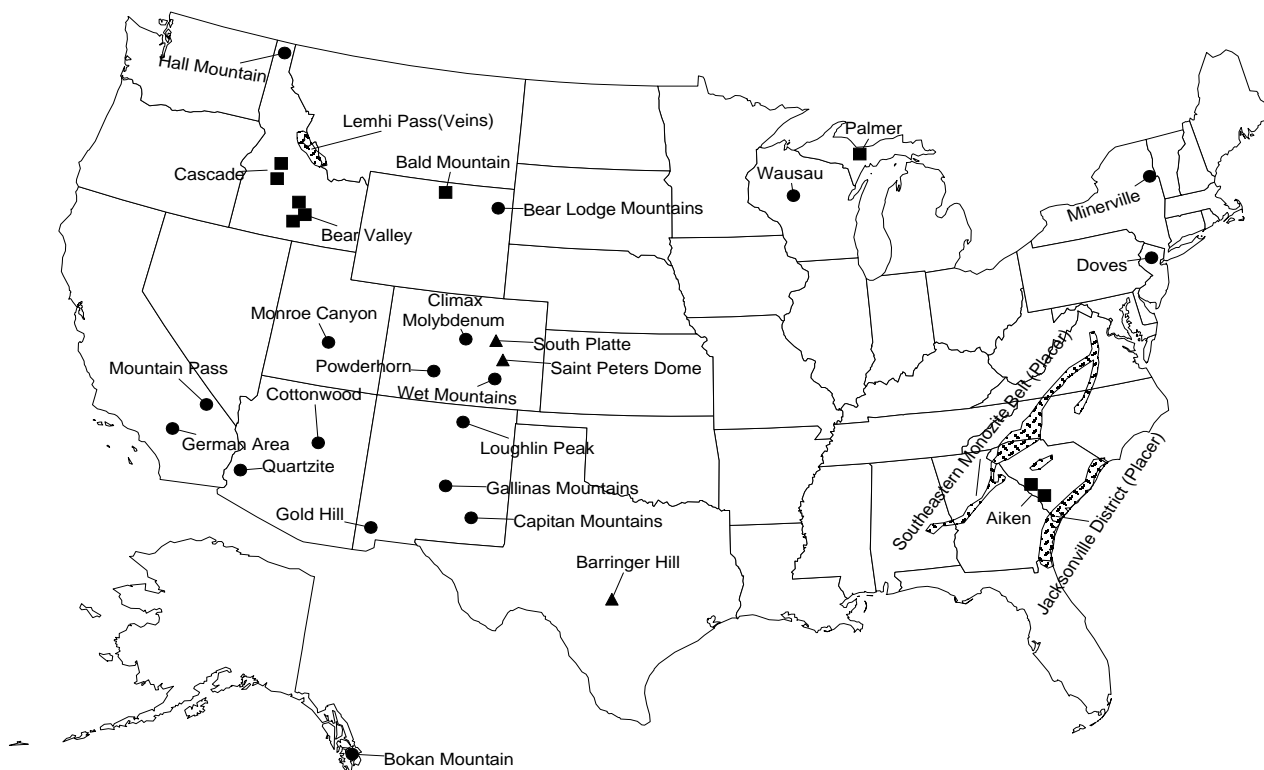 Hall Mountain
Lemhi Pass(Veins)
Palmer
Cascade
Bald Mountain
Wausau
Minerville
Bear Lodge Mountains
Bear Valley
Doves
Climax
Molybdenum
Monroe Canyon
South Platte
Saint Peters Dome
Powderhorn
Mountain Pass
Wet Mountains
Cottonwood
German Area
Loughlin Peak
Quartzite
Gallinas Mountains
Gold Hill
Capitan Mountains
Southeastern Monozite Belt (Placer)
Aiken
Jacksonville District (Placer)
Barringer Hill
Bokan Mountain